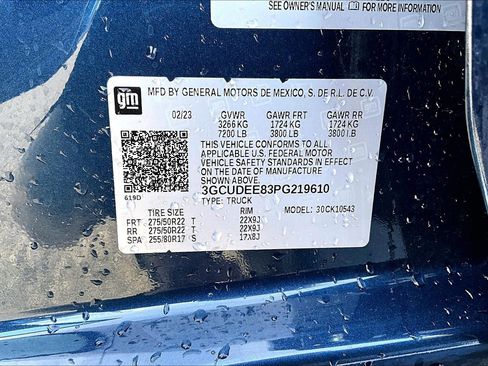 SEE OWNER'S MANUAL FOR MORE INFORMATION
gm
MFD BY GENERAL MOTORS DE MEXICO, S. DE R.L. DE C.V.
02/23 GVWR GAWR FRT GAWR RR
3266 KG 1724 KG 1724 KG
7200 LB 3800 LB 3800 LB
THIS VEHICLE CONFORMS TO ALL
APPLICABLE U.S. FEDERAL MOTOR
VEHICLE SAFETY STANDARDS IN EFFECT
ON THE DATE OF MANUFACTURE
SHOWN ABOVE.
619D 3GCUDEE83PG219610
TYPE: TRUCK
TIRE SIZE RIM MODEL: 30CK10543
FRT 275/50R22 T 22X9J
RR 275/50R22 T 22X9J
SPA 255/80R17 S 17X8J